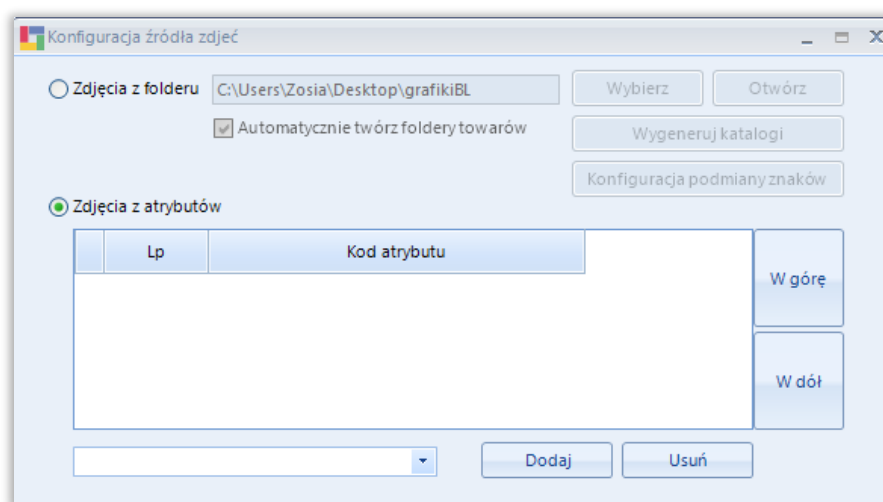 Konfiguracja źródła zdjęć
Zdjęcia z folderu C:\Users\Zosia\Desktop\grafikiBL Wybierz Otwórz
Automatycznie twórz foldery towarów Wygeneruj katalogi
Konfiguracja podmiany znaków
Zdjęcia z atrybutów
Lp Kod atrybutu
W górę
W dół
Dodaj Usuń